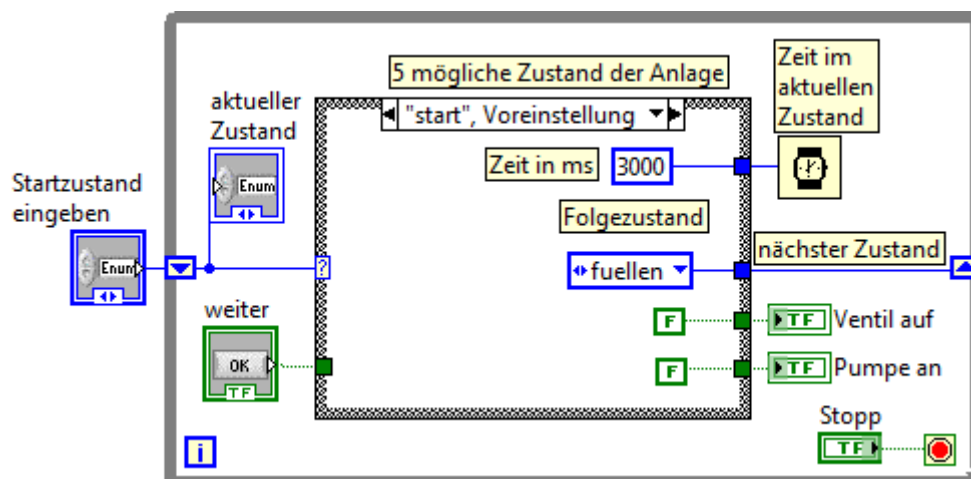 5 mögliche Zustand der Anlage
Zeit im
aktuellen
Zustand
aktueller
Zustand
"start", Voreinstellung
Enum
Zeit in ms
3000
Startzustand
eingeben
Enum
?
Folgezustand
fuellen
nächster Zustand
weiter
OK
TF
F
TF
Ventil auf
F
TF
Pumpe an
Stopp
TF
i